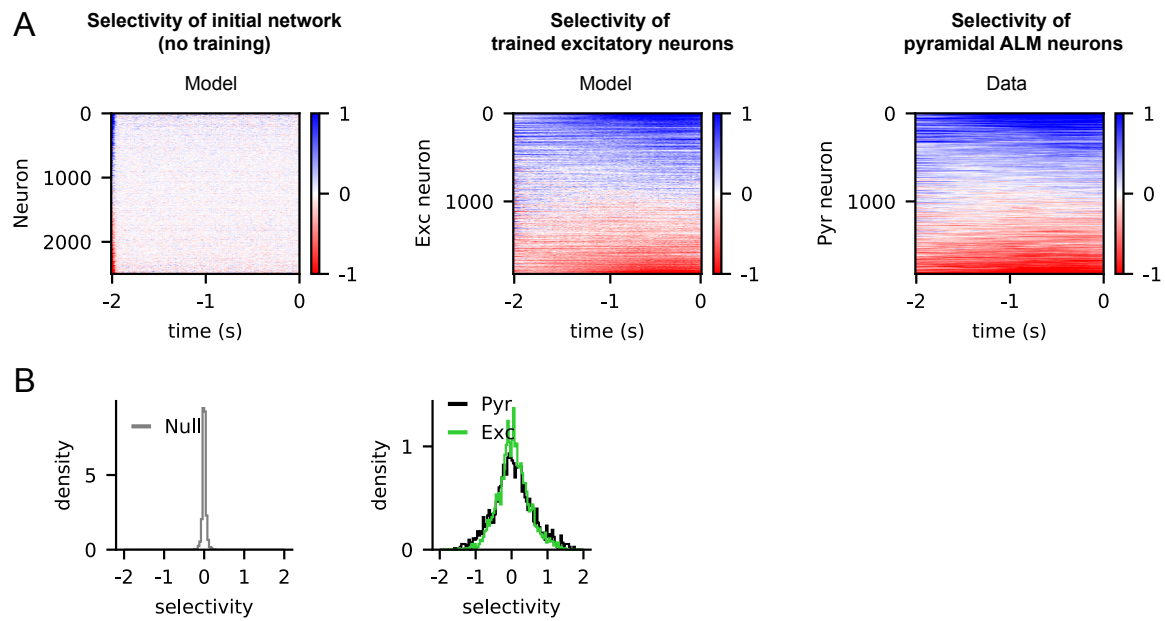 A
Selectivity of initial network
(no training)
Selectivity of
trained excitatory neurons
Selectivity of
pyramidal ALM neurons
Model
Model
Data
Neuron
0
1000
2000
-2
-1
0
time (s)
1
0
-1
Exc neuron
0
1000
-2
-1
0
time (s)
1
0
-1
Pyr neuron
0
1000
-2
-1
0
time (s)
1
0
-1
B
density
5
0
Null
-2
-1
0
1
2
selectivity
density
1
0
Pyr
Exc
-2
-1
0
1
2
selectivity